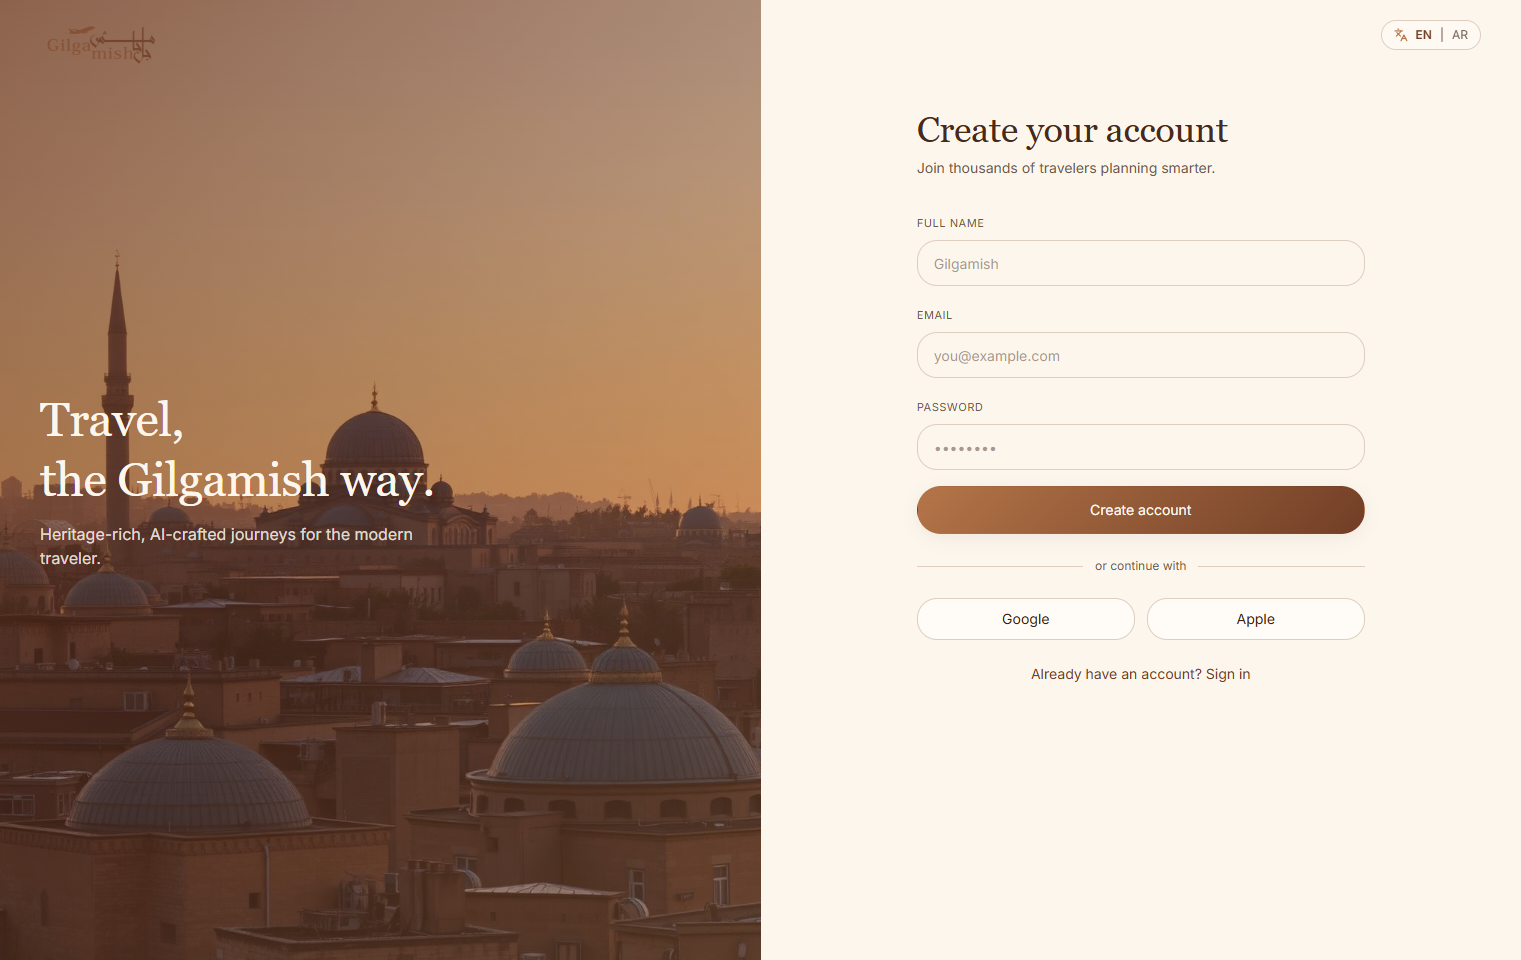 Gilgamish
EN | AR
Create your account
Join thousands of travelers planning smarter.
FULL NAME
Gilgamish
EMAIL
you@example.com
PASSWORD
••••••••
Create account
or continue with
Google
Apple
Already have an account? Sign in
Travel,
the Gilgamish way.
Heritage-rich, AI-crafted journeys for the modern
traveler.